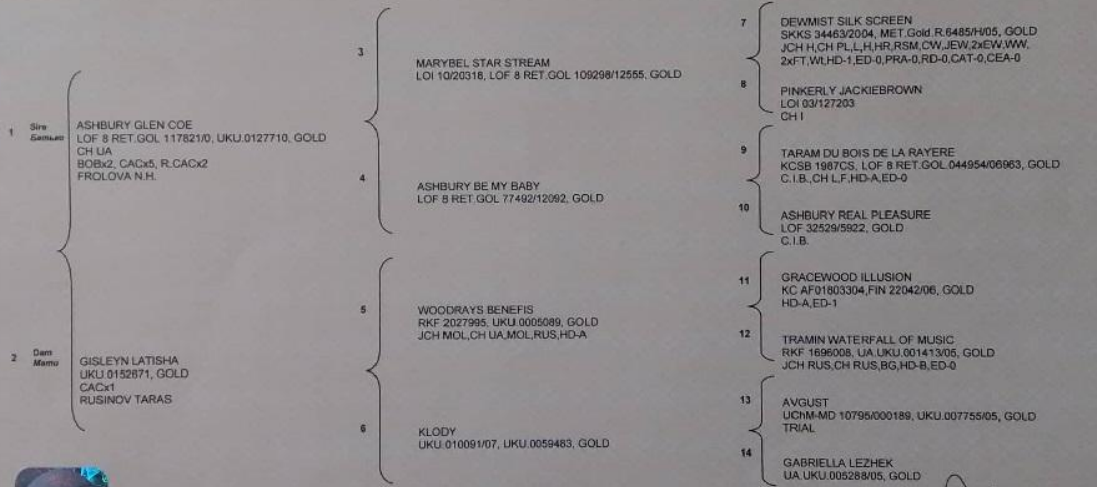 1 Sire
Батько
ASHBURY GLEN COE
LOF 8 RET.GOL 117821/0, UKU.0127710, GOLD
CH UA
BOBx2, CACx5, R.CACx2
FROLOVA N.H.
2 Dam
Мати
GISLEYN LATISHA
UKU 0152671, GOLD
CACx1
RUSINOV TARAS
3
MARYBEL STAR STREAM
LOI 10/20318, LOF 8 RET.GOL 109298/12555, GOLD
4
ASHBURY BE MY BABY
LOF 8 RET.GOL 77492/12092, GOLD
5
WOODRAYS BENEFIS
RKF 2027995, UKU.0005089, GOLD
JCH MOL,CH UA,MOL,RUS,HD-A
6
KLODY
UKU.010091/07, UKU.0059483, GOLD
7
DEWMIST SILK SCREEN
SKKS 34463/2004, MET.Gold.R.6485/H/05, GOLD
JCH H,CH PL,L,H,HR,RSM,CW,JEW,2xEW,WW,
2xFT,Wt,HD-1,ED-0,PRA-0,RD-0,CAT-0,CEA-0
8
PINKERLY JACKIEBROWN
LOI 03/127203
CH I
9
TARAM DU BOIS DE LA RAYERE
KCSB 1987CS, LOF 8 RET.GOL.044954/06963, GOLD
C.I.B.,CH L,F,HD-A,ED-0
10
ASHBURY REAL PLEASURE
LOF 32529/5922, GOLD
C.I.B.
11
GRACEWOOD ILLUSION
KC AF01803304,FIN 22042/06, GOLD
HD-A,ED-1
12
TRAMIN WATERFALL OF MUSIC
RKF 1696008, UA.UKU.001413/05, GOLD
JCH RUS,CH RUS,BG,HD-B,ED-0
13
AVGUST
UChM-MD 10795/000189, UKU.007755/05, GOLD
TRIAL
14
GABRIELLA LEZHEK
UA.UKU.005288/05, GOLD